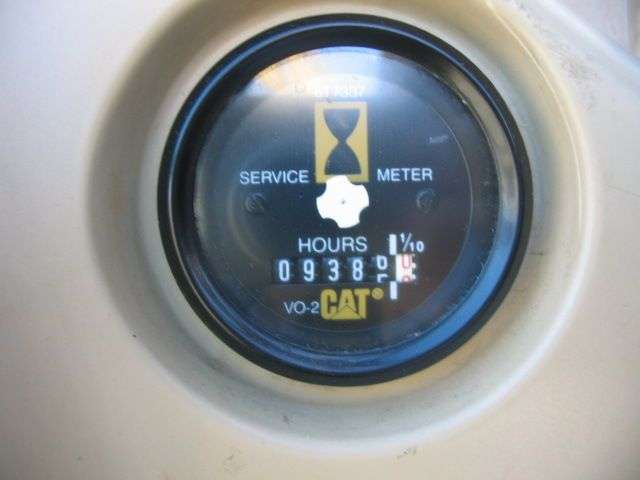 SERVICE METER
HOURS 1/10
0938
VO-2 CAT®